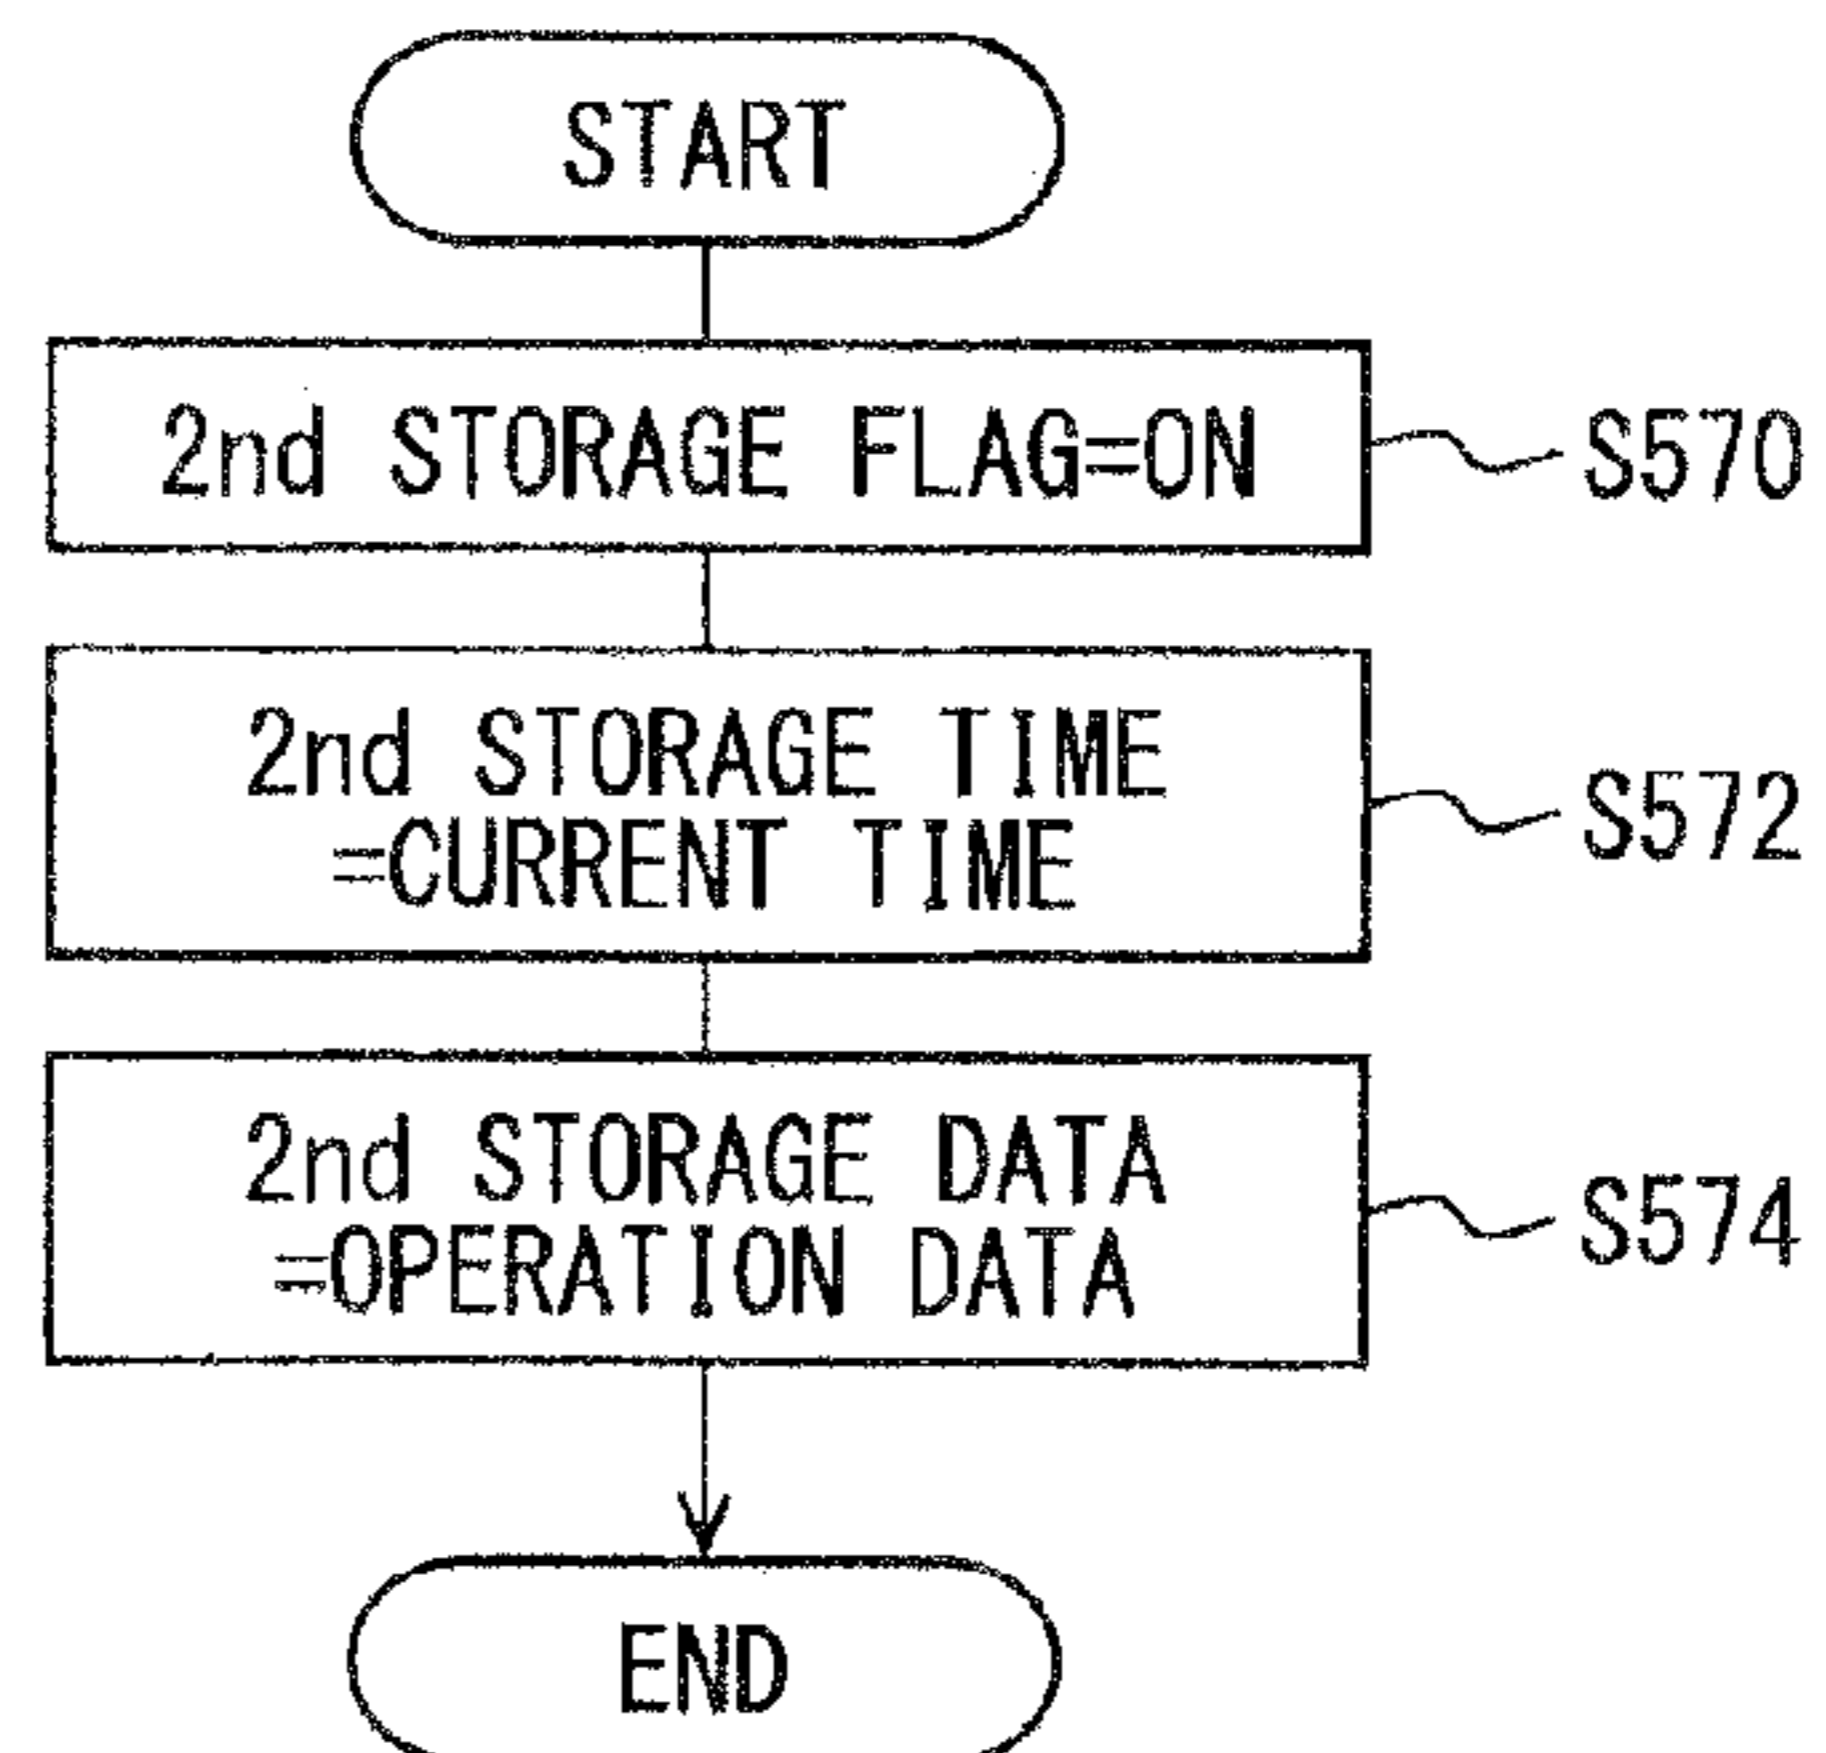 START
2nd STORAGE FLAG=ON
S570
2nd STORAGE TIME
=CURRENT TIME
S572
2nd STORAGE DATA
=OPERATION DATA
S574
END